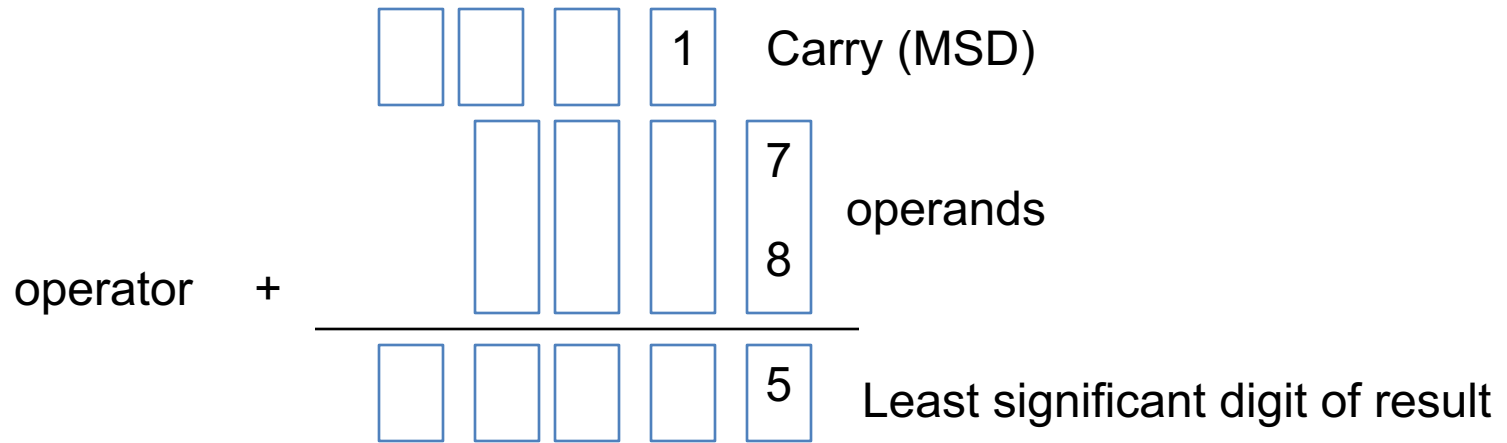 1 Carry (MSD)
7
operands
8
operator +
5 Least significant digit of result